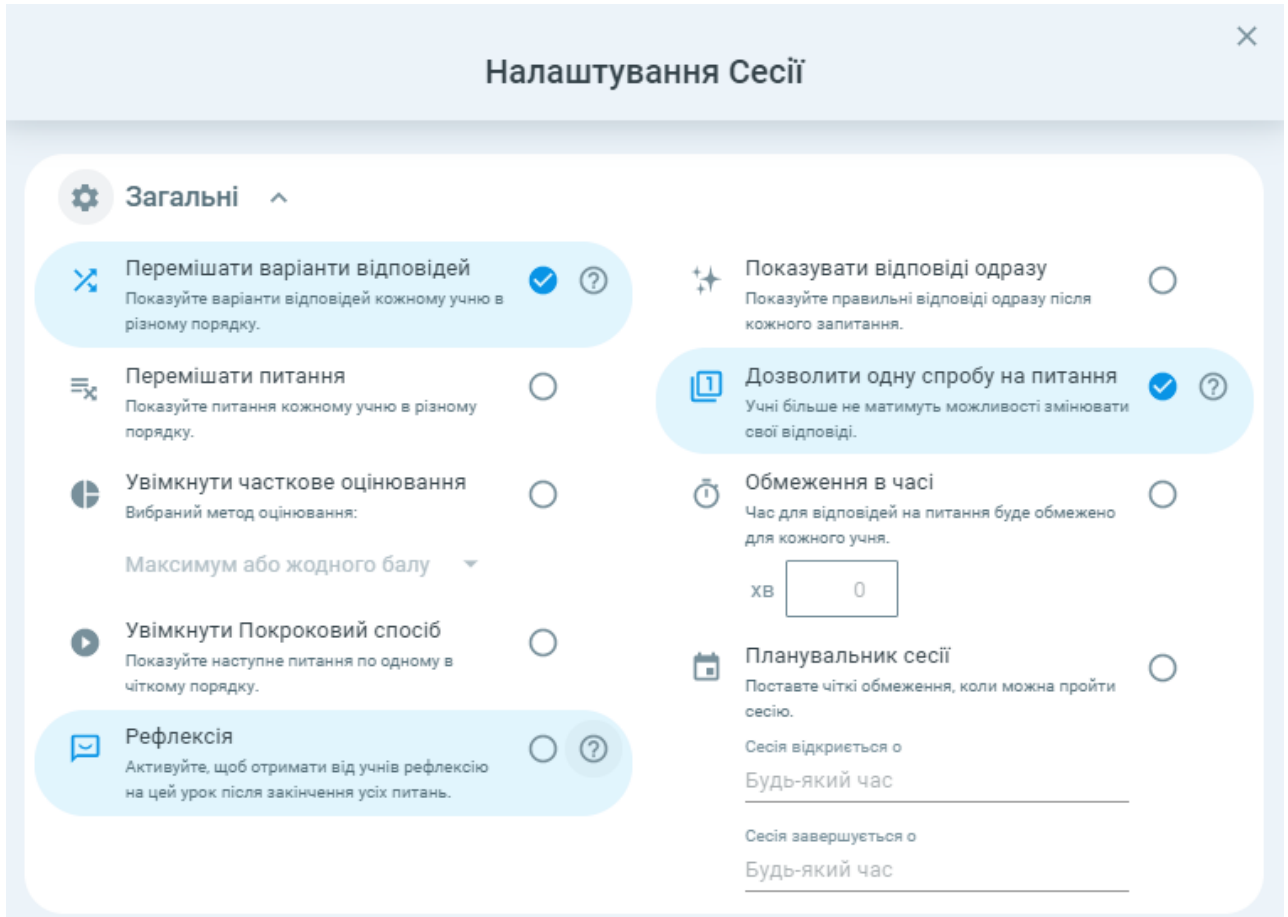 Налаштування Сесії
Загальні
Перемішати варіанти відповідей
Показуйте варіанти відповідей кожному учню в
різному порядку.
Перемішати питання
Показуйте питання кожному учню в різному
порядку.
Увімкнути часткове оцінювання
Вибраний метод оцінювання:
Максимум або жодного балу
Увімкнути Покроковий спосіб
Показуйте наступне питання по одному в
чіткому порядку.
Рефлексія
Активуйте, щоб отримати від учнів рефлексію
на цей урок після закінчення усіх питань.
Показувати відповіді одразу
Показуйте правильні відповіді одразу після
кожного запитання.
1
Дозволити одну спробу на питання
Учні більше не матимуть можливості змінювати
свої відповіді.
Обмеження в часі
Час для відповідей на питання буде обмежено
для кожного учня.
хв 0
Планувальник сесії
Поставте чіткі обмеження, коли можна пройти
сесію.
Сесія відкриється о
Будь-який час
Сесія завершується о
Будь-який час